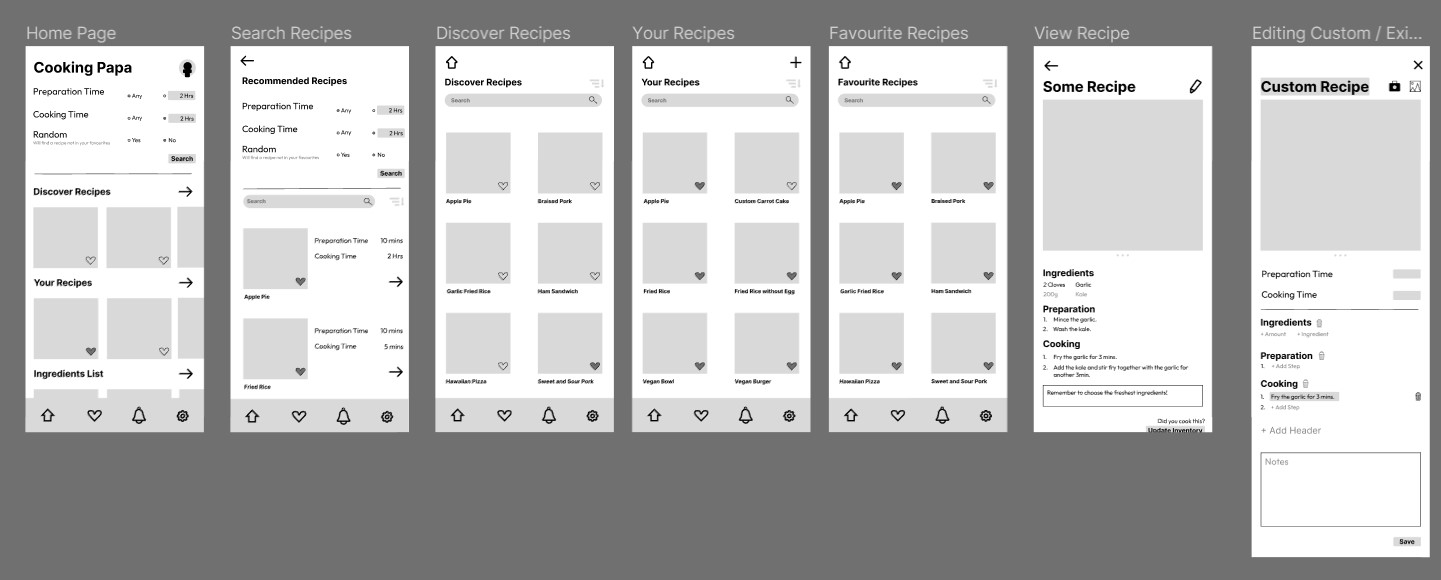 Home Page
Cooking Papa
Preparation Time
Any
2 Hrs
Cooking Time
Any
2 Hrs
Random
Will find a recipe not in your favourites
Yes
No
Search
Discover Recipes
Your Recipes
Ingredients List
Search Recipes
Recommended Recipes
Preparation Time
Any
2 Hrs
Cooking Time
Any
2 Hrs
Random
Will find a recipe not in your favourites
Yes
No
Search
Search
Preparation Time 10 mins
Cooking Time 2 Hrs
Apple Pie
Preparation Time 10 mins
Cooking Time 5 mins
Fried Rice
Discover Recipes
Discover Recipes
Search
Apple Pie
Braised Pork
Garlic Fried Rice
Ham Sandwich
Hawaiian Pizza
Sweet and Sour Pork
Your Recipes
Your Recipes
Search
Apple Pie
Custom Carrot Cake
Fried Rice
Fried Rice without Egg
Vegan Bowl
Vegan Burger
Favourite Recipes
Favourite Recipes
Search
Apple Pie
Braised Pork
Garlic Fried Rice
Ham Sandwich
Hawaiian Pizza
Sweet and Sour Pork
View Recipe
Some Recipe
Ingredients
2 Cloves Garlic
200g Kale
Preparation
1. Mince the garlic.
2. Wash the kale.
Cooking
1. Fry the garlic for 3 mins.
2. Add the kale and stir fry together with the garlic for
another 5min.
Remember to choose the freshest ingredients!
Did you cook this?
Update Inventory
Editing Custom / Exi...
Custom Recipe
Preparation Time
Cooking Time
Ingredients
+ Amount + Ingredient
Preparation
1. + Add Step
Cooking
1. Fry the garlic for 3 mins.
2. + Add Step
+ Add Header
Notes
Save